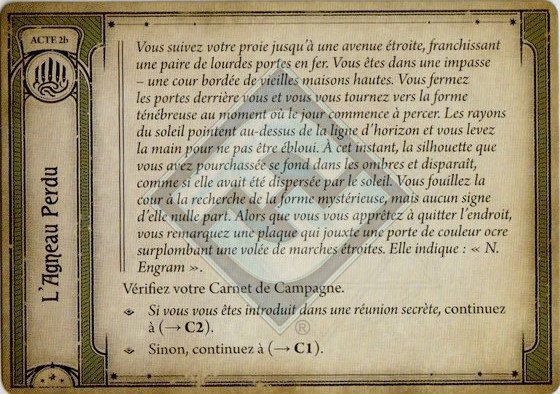 ACTE 2b
L'Agneau Perdu
Vous suivez votre proie jusqu'à une avenue étroite, franchissant
une paire de lourdes portes en fer. Vous êtes dans une impasse
– une cour bordée de vieilles maisons hautes. Vous fermez
les portes derrière vous et vous vous tournez vers la forme
ténébreuse au moment où le jour commence à percer. Les rayons
du soleil pointent au-dessus de la ligne d'horizon et vous levez
la main pour ne pas être ébloui. À cet instant, la silhouette que
vous avez pourchassée se fond dans les ombres et disparaît,
comme si elle avait été dispersée par le soleil. Vous fouillez la
cour à la recherche de la forme mystérieuse, mais aucun signe
d'elle nulle part. Alors que vous vous apprêtez à quitter l'endroit,
vous remarquez une plaque qui jouxte une porte de couleur ocre
surplombant une volée de marches étroites. Elle indique : « N.
Engram ».
Vérifiez votre Carnet de Campagne.
Si vous vous êtes introduit dans une réunion secrète, continuez
à (→ C2).
Sinon, continuez à (→ C1).
®